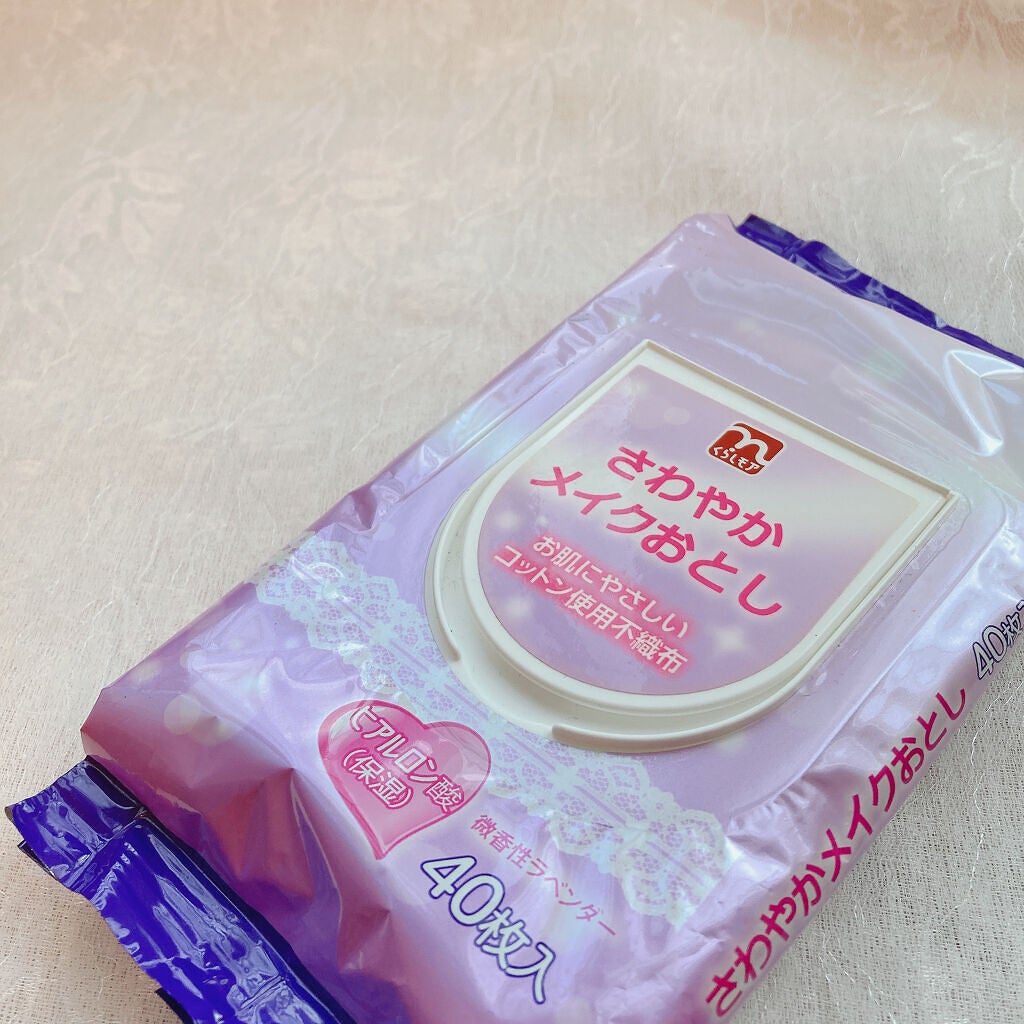 くらしモア
さわやか
メイクおとし
お肌にやさしい
コットン使用不織布
ヒアルロン酸
(保湿)
微香性ラベンダー
40枚入
さわやかメイクおとし 40枚